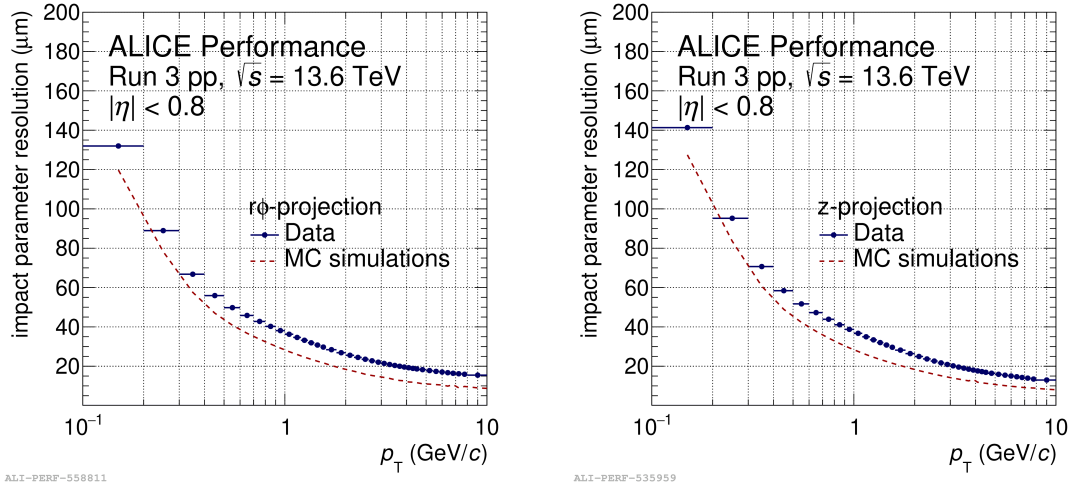 200
180
160
140
120
100
80
60
40
20
impact parameter resolution (μm)
ALICE Performance
Run 3 pp, √s = 13.6 TeV
|η| < 0.8
rϕ-projection
Data
MC simulations
10⁻¹
1
10
p_T (GeV/c)
ALI-PERF-558811
200
180
160
140
120
100
80
60
40
20
impact parameter resolution (μm)
ALICE Performance
Run 3 pp, √s = 13.6 TeV
|η| < 0.8
z-projection
Data
MC simulations
10⁻¹
1
10
p_T (GeV/c)
ALI-PERF-535959